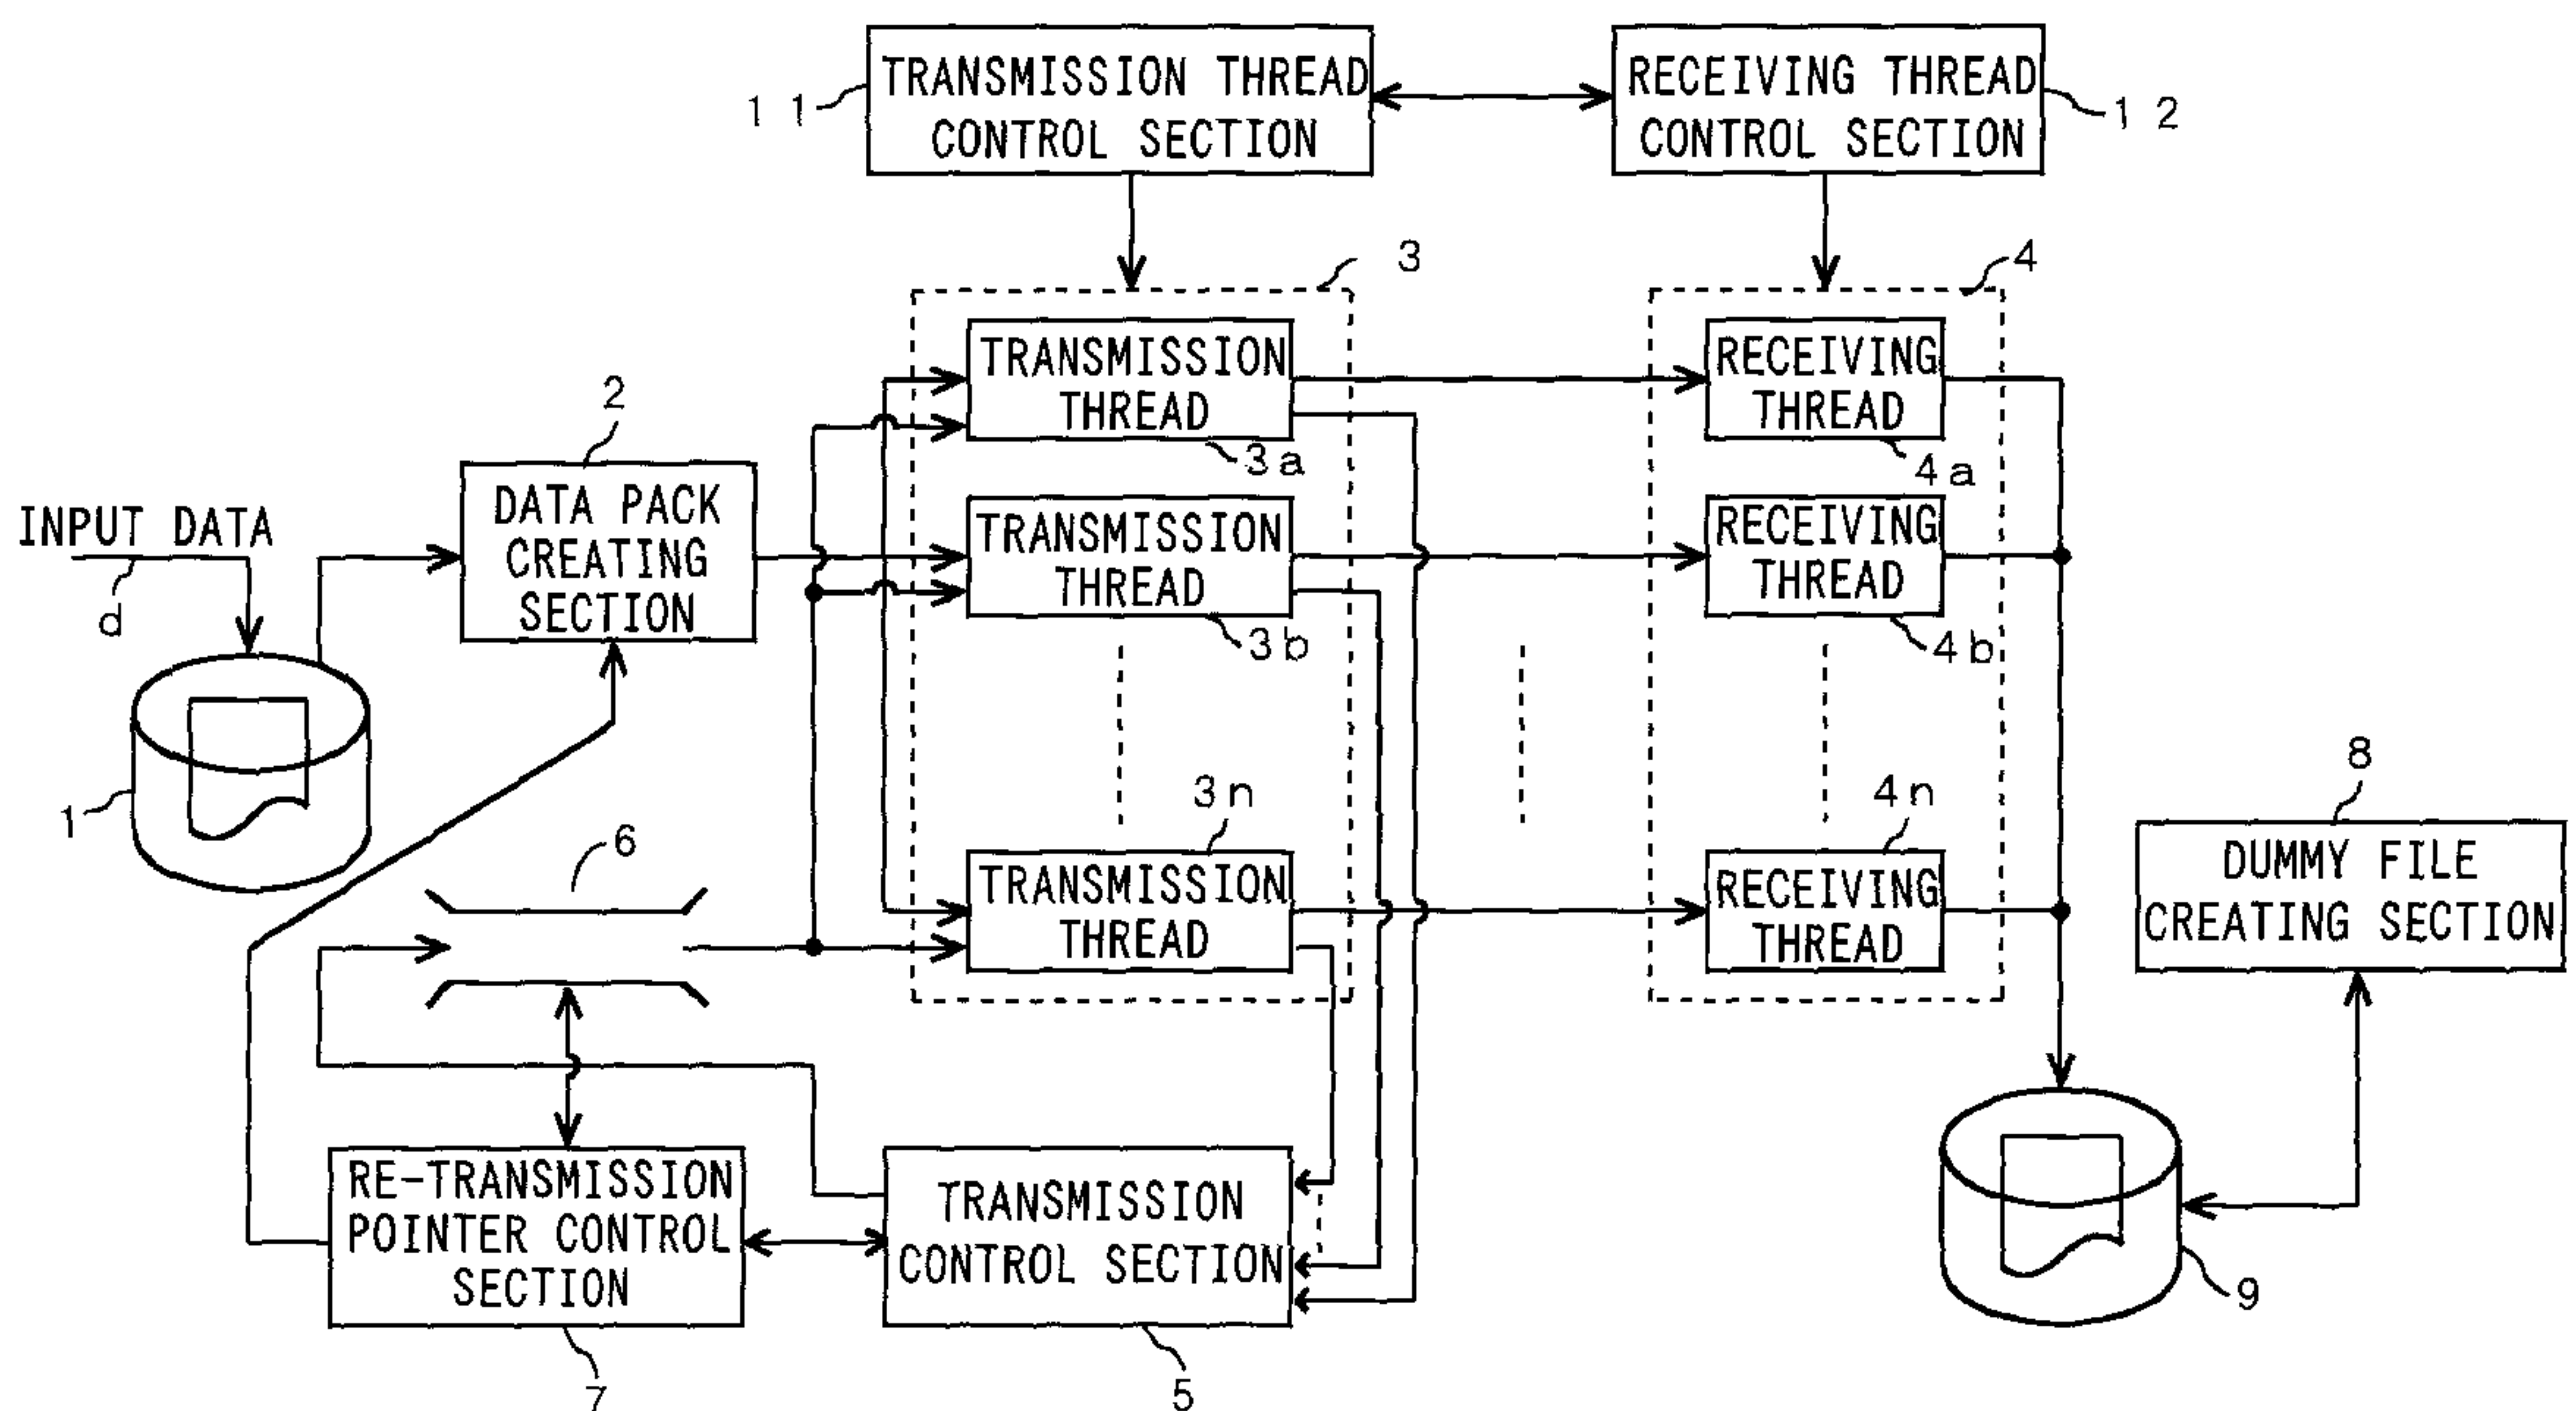 TRANSMISSION THREAD
CONTROL SECTION
11
RECEIVING THREAD
CONTROL SECTION
12
3
4
TRANSMISSION
THREAD
3a
RECEIVING
THREAD
4a
2
DATA PACK
CREATING
SECTION
INPUT DATA
d
TRANSMISSION
THREAD
3b
RECEIVING
THREAD
4b
1
6
3n
TRANSMISSION
THREAD
4n
RECEIVING
THREAD
8
DUMMY FILE
CREATING SECTION
RE-TRANSMISSION
POINTER CONTROL
SECTION
7
TRANSMISSION
CONTROL SECTION
5
9